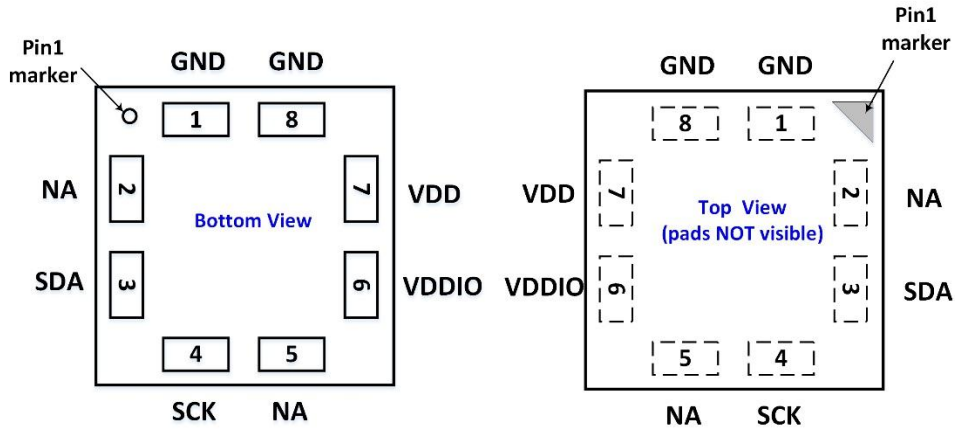 Pin1
marker
GND GND
1 8
NA 2 7 VDD
Bottom View
SDA 3 6 VDDIO
4 5
SCK NA
Pin1
marker
GND GND
8 1
VDD 7 2 NA
Top View
(pads NOT visible)
VDDIO 6 3 SDA
5 4
NA SCK